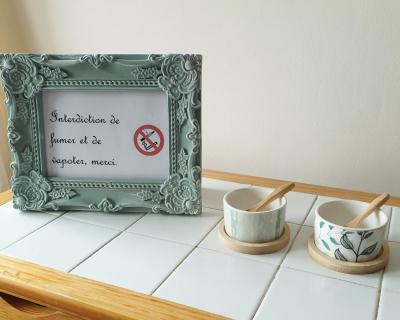 Interdiction de
fumer et de
vapoter, merci.